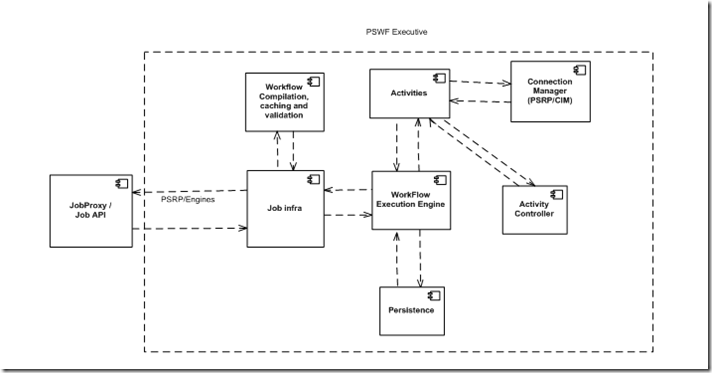 PSWF Executive
Workflow
Compilation,
caching and
validation
Activities
Connection
Manager
(PSRP/CIM)
JobProxy /
Job API
PSRP/Engines
Job infra
WorkFlow
Execution Engine
Activity
Controller
Persistence